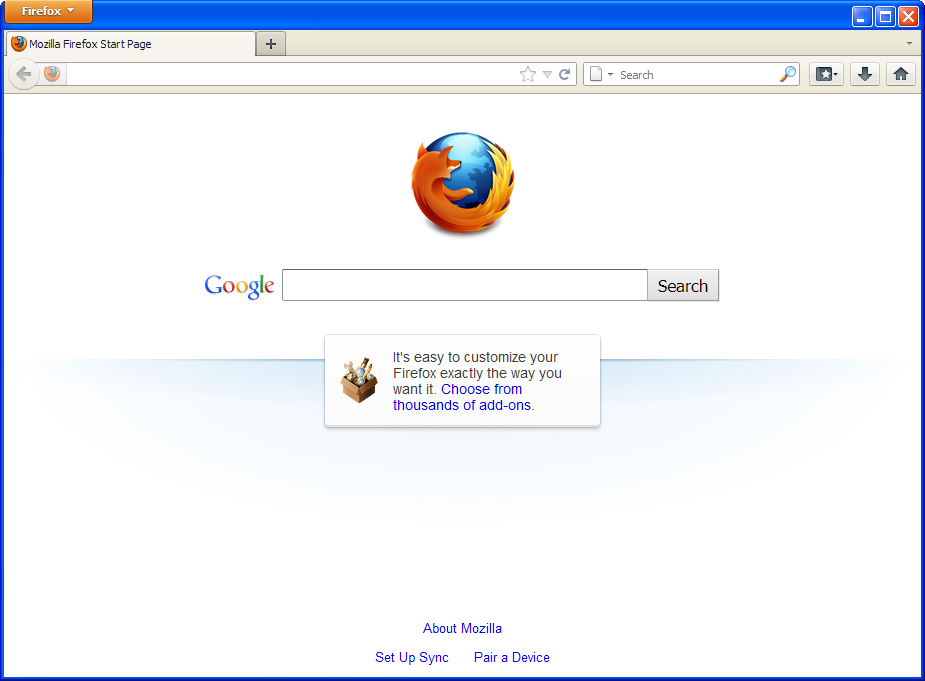 Firefox
Mozilla Firefox Start Page
Search
Google
Search
It's easy to customize your
Firefox exactly the way you
want it. Choose from
thousands of add-ons.
About Mozilla
Set Up Sync Pair a Device